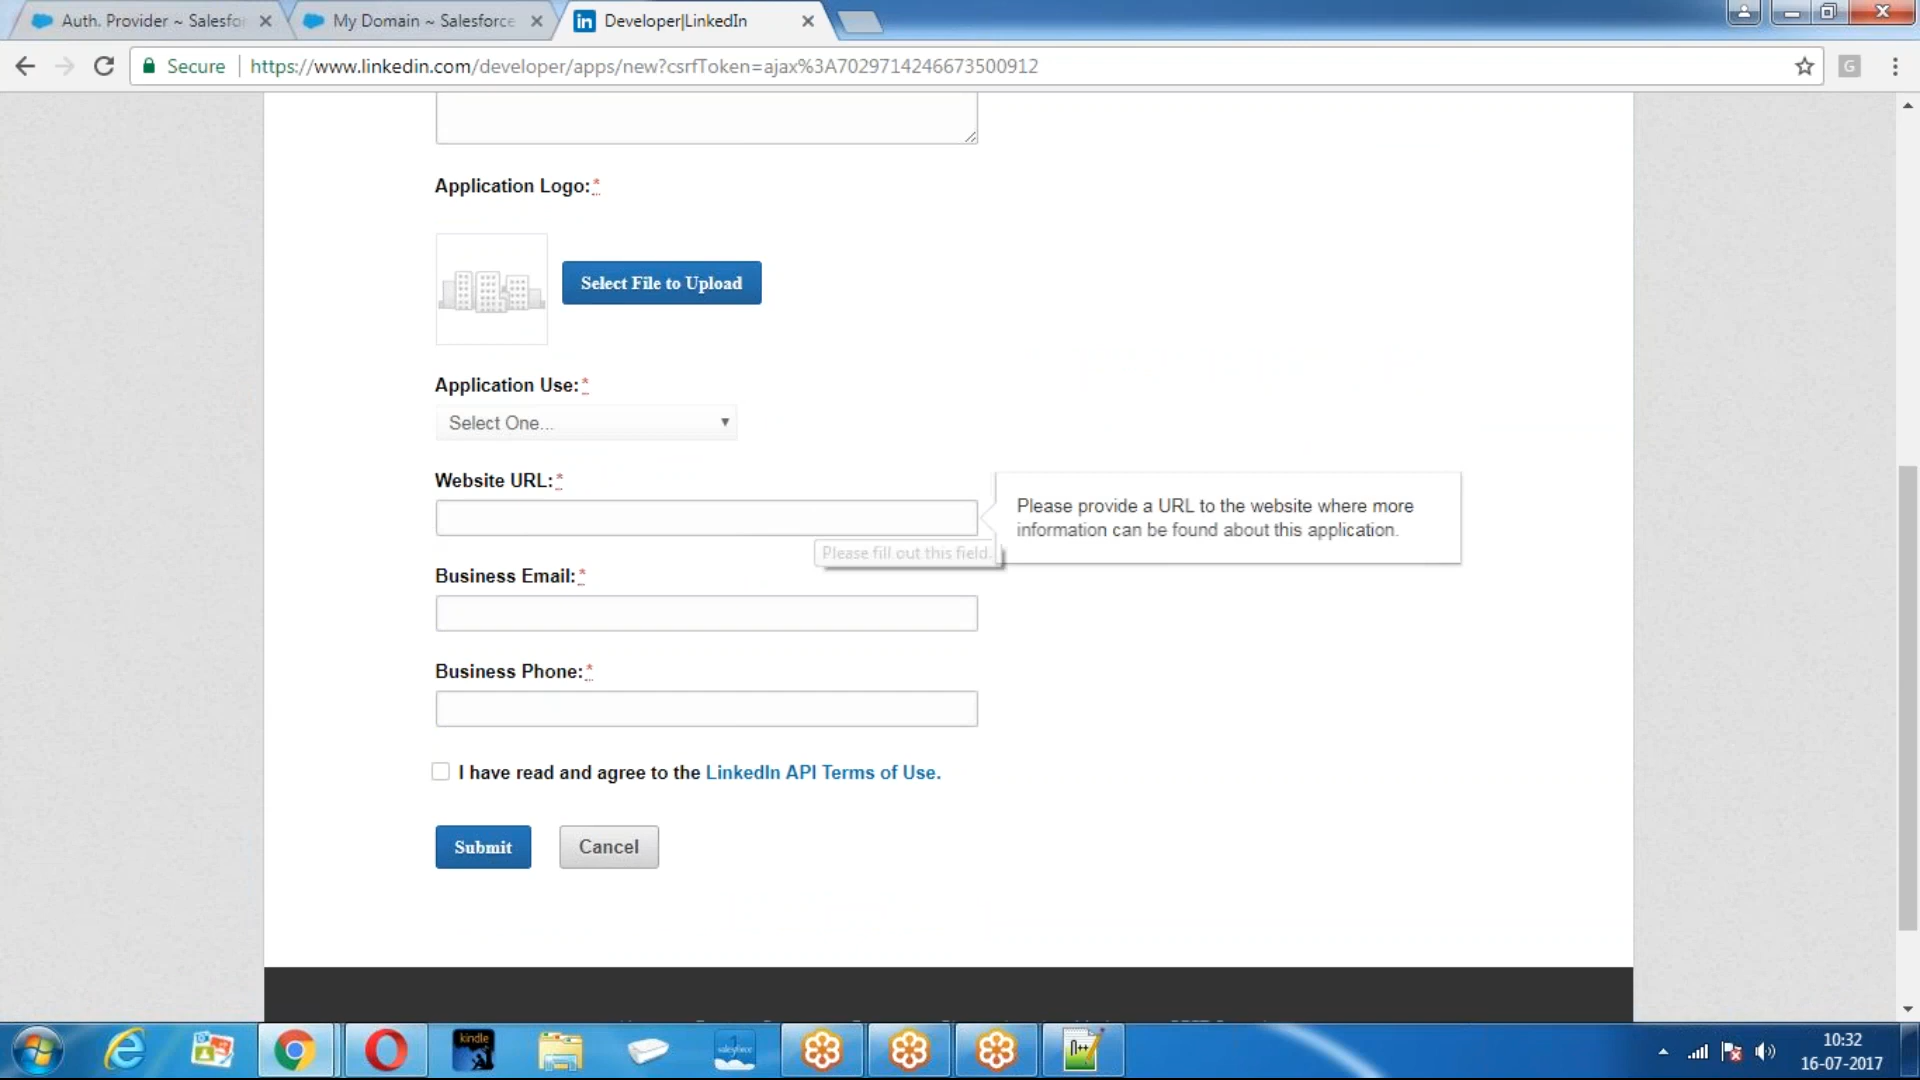 Auth. Provider ~ Salesfo
My Domain ~ Salesforce
Developer|LinkedIn
Secure
https://www.linkedin.com/developer/apps/new?csrfToken=ajax%3A7029714246673500912
G
Application Logo:*
Select File to Upload
Application Use:*
Select One...
Website URL:*
Please provide a URL to the website where more
information can be found about this application.
Please fill out this field.
Business Email:*
Business Phone:*
I have read and agree to the LinkedIn API Terms of Use.
Submit
Cancel
kindle
salesforce
10:32
16-07-2017